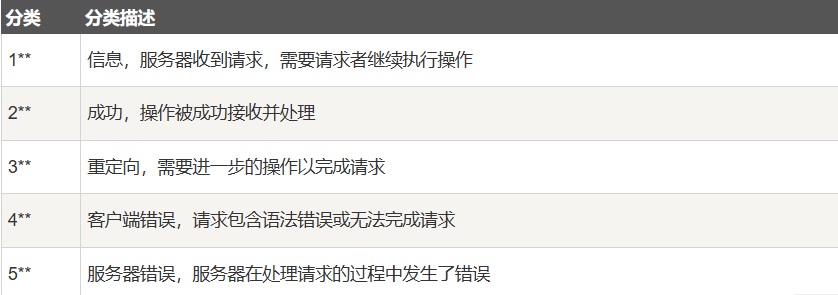 分类 分类描述
1** 信息，服务器收到请求，需要请求者继续执行操作
2** 成功，操作被成功接收并处理
3** 重定向，需要进一步的操作以完成请求
4** 客户端错误，请求包含语法错误或无法完成请求
5** 服务器错误，服务器在处理请求的过程中发生了错误